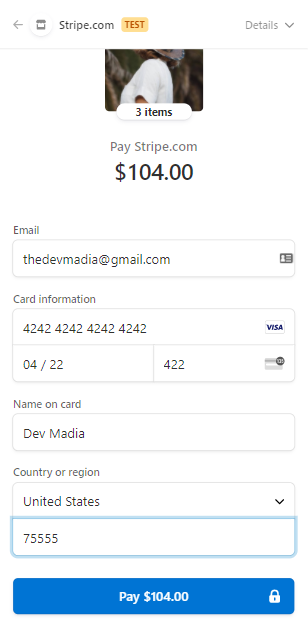 Stripe.com TEST Details
3 items
Pay Stripe.com
$104.00
Email
thedevmadia@gmail.com
Card information
4242 4242 4242 4242 VISA
04 / 22 422
Name on card
Dev Madia
Country or region
United States
75555
Pay $104.00